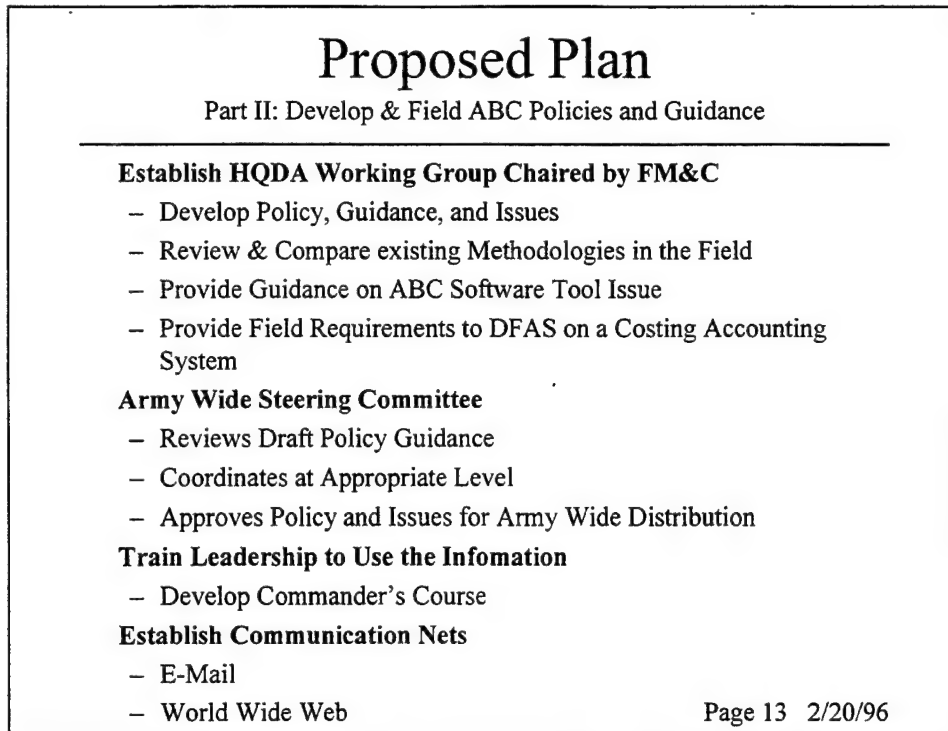 Proposed Plan
Part II: Develop & Field ABC Policies and Guidance
Establish HQDA Working Group Chaired by FM&C
– Develop Policy, Guidance, and Issues
– Review & Compare existing Methodologies in the Field
– Provide Guidance on ABC Software Tool Issue
– Provide Field Requirements to DFAS on a Costing Accounting
System
Army Wide Steering Committee
– Reviews Draft Policy Guidance
– Coordinates at Appropriate Level
– Approves Policy and Issues for Army Wide Distribution
Train Leadership to Use the Infomation
– Develop Commander's Course
Establish Communication Nets
– E-Mail
– World Wide Web Page 13 2/20/96